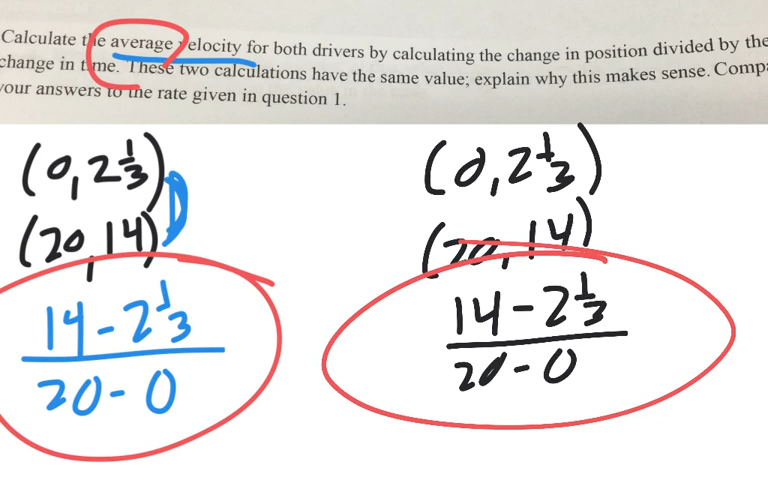 Calculate the average velocity for both drivers by calculating the change in position divided by the
change in time. These two calculations have the same value; explain why this makes sense.
your answers to the rate given in question 1.
(0, 2 1/3)
(20, 14)
14 - 2 1/3
20 - 0
(0, 2 1/3)
(20, 14)
14 - 2 1/3
20 - 0